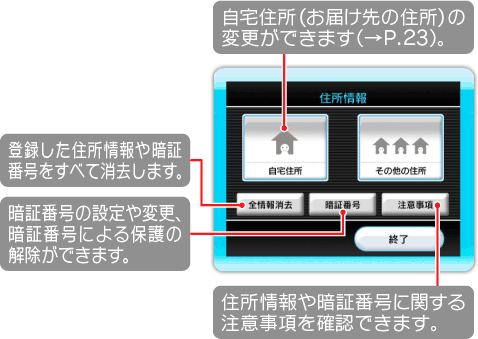 自宅住所(お届け先の住所)の
変更ができます(→P.23)。
住所情報
自宅住所
その他の住所
登録した住所情報や暗証
番号をすべて消去します。
全情報消去
暗証番号
注意事項
暗証番号の設定や変更、
暗証番号による保護の
解除ができます。
終了
住所情報や暗証番号に関する
注意事項を確認できます。